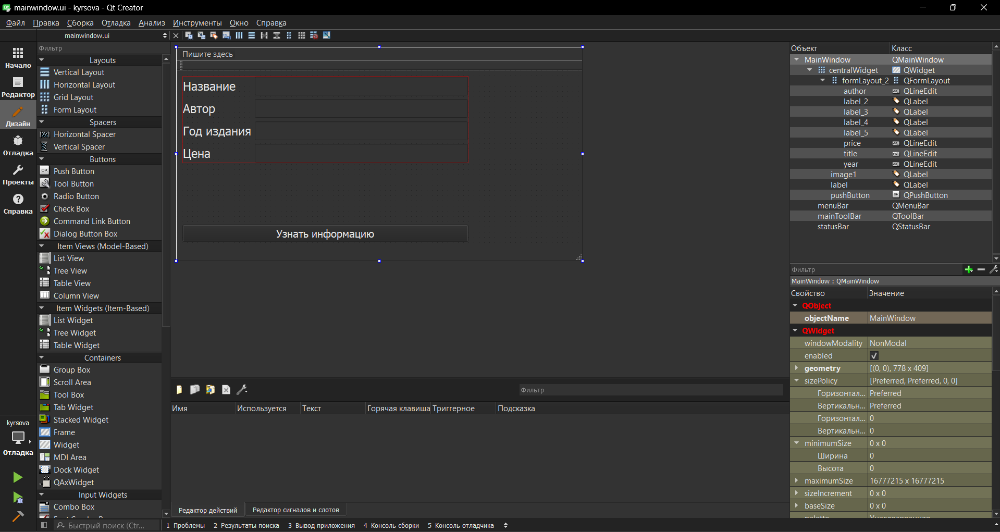 mainwindow.ui - kyrsova - Qt Creator
Файл Правка Сборка Отладка Анализ Инструменты Окно Справка
mainwindow.ui
Начало
Редактор
Дизайн
Отладка
Проекты
Справка
kyrsova
Отладка
Фильтр
Layouts
Vertical Layout
Horizontal Layout
Grid Layout
Form Layout
Spacers
Horizontal Spacer
Vertical Spacer
Buttons
Push Button
Tool Button
Radio Button
Check Box
Command Link Button
Dialog Button Box
Item Views (Model-Based)
List View
Tree View
Table View
Column View
Item Widgets (Item-Based)
List Widget
Tree Widget
Table Widget
Containers
Group Box
Scroll Area
Tool Box
Tab Widget
Stacked Widget
Frame
Widget
MDI Area
Dock Widget
QAxWidget
Input Widgets
Combo Box
Пишите здесь
Название
Автор
Год издания
Цена
Узнать информацию
Фильтр
Имя Используется Текст Горячая клавиша Триггерное Подсказка
Редактор действий Редактор сигналов и слотов
Объект Класс
MainWindow QMainWindow
centralWidget QWidget
formLayout_2 QFormLayout
author QLineEdit
label_2 QLabel
label_3 QLabel
label_4 QLabel
label_5 QLabel
price QLineEdit
title QLineEdit
year QLineEdit
image1 QLabel
label QLabel
pushButton QPushButton
menuBar QMenuBar
mainToolBar QToolBar
statusBar QStatusBar
Фильтр
MainWindow : QMainWindow
Свойство Значение
QObject
objectName MainWindow
QWidget
windowModality NonModal
enabled
geometry [(0, 0), 778 x 409]
sizePolicy [Preferred, Preferred, 0, 0]
Горизонтал... Preferred
Вертикальн... Preferred
Горизонтал... 0
Вертикальн... 0
minimumSize 0 x 0
Ширина 0
Высота 0
maximumSize 16777215 x 16777215
sizeIncrement 0 x 0
baseSize 0 x 0
Быстрый поиск (Ctr... 1 Проблемы 2 Результаты поиска 3 Вывод приложения 4 Консоль сборки 5 Консоль отладчика